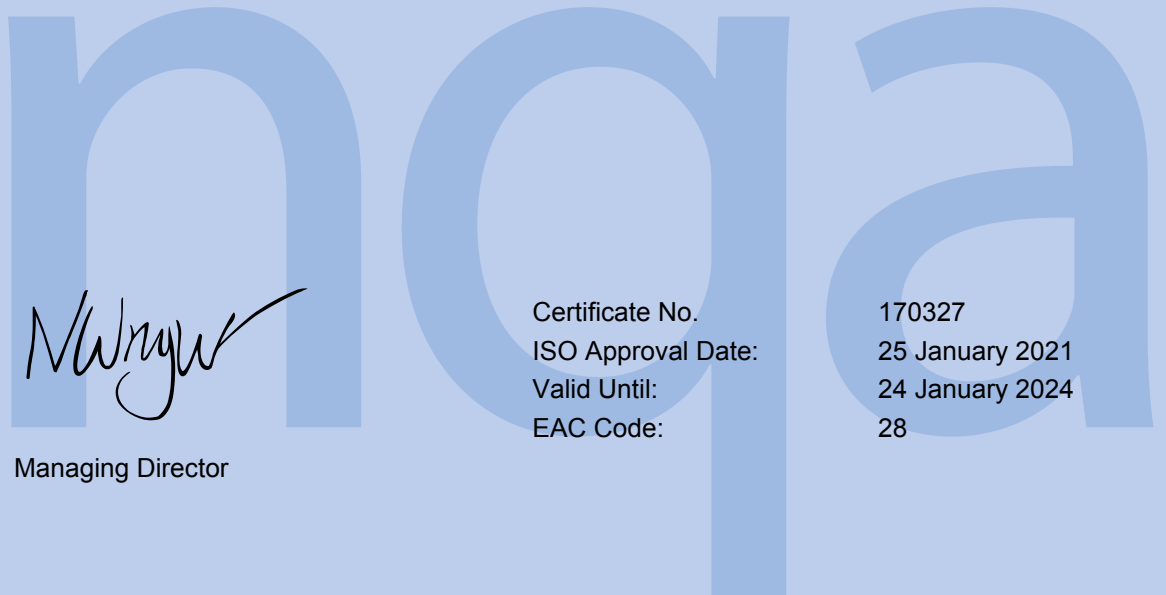 nqa
Certificate No. 170327
ISO Approval Date: 25 January 2021
Valid Until: 24 January 2024
EAC Code: 28
Managing Director